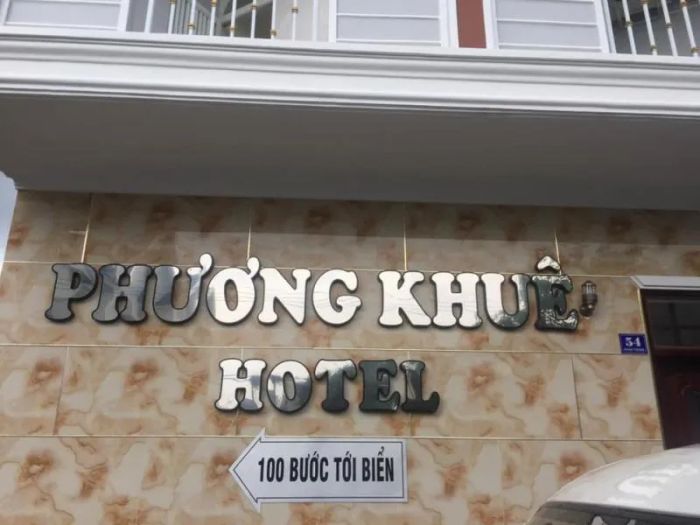 PHƯƠNG KHUÊ
HOTEL
54
100 BƯỚC TỚI BIỂN